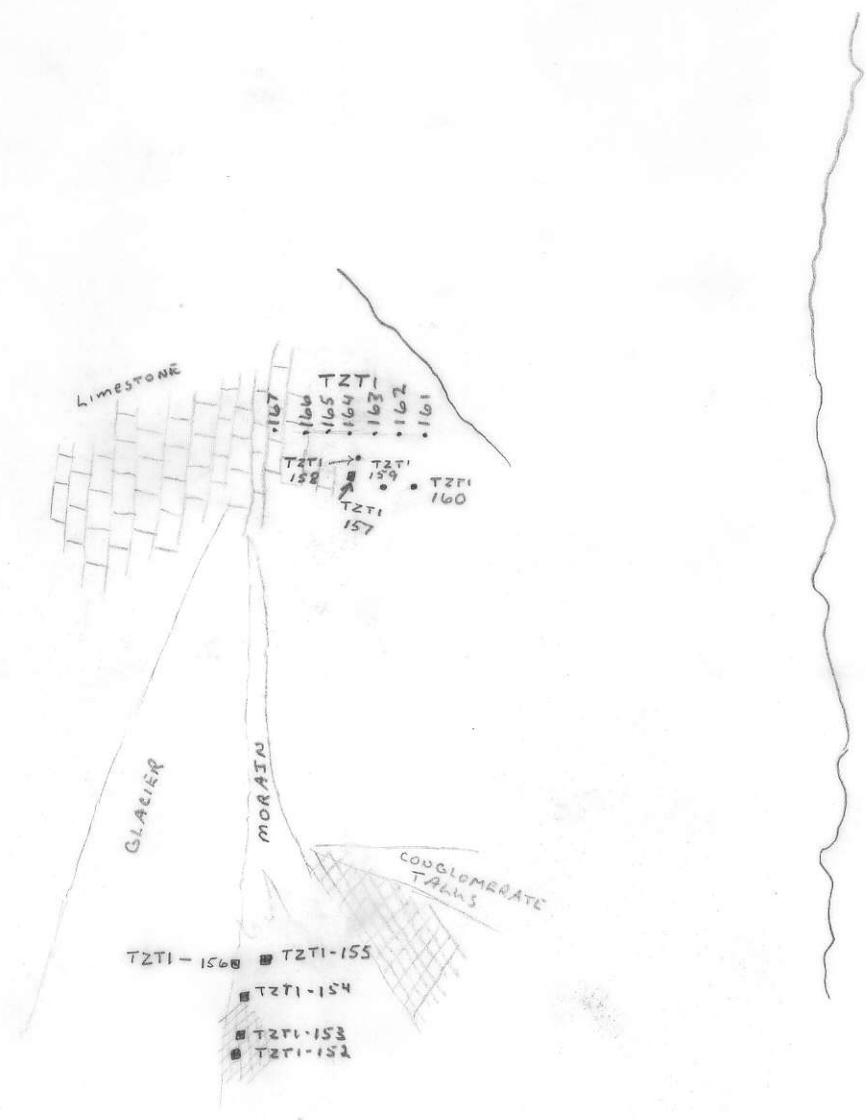 LIMESTONE
TZT1
167
166
165
164
163
162
161
TZT1
158
TZT1
159
TZT1
160
TZT1
157
GLACIER
MORAIN
CONGLOMERATE
TALUS
TZT1-156
TZT1-155
TZT1-154
TZT1-153
TZT1-152